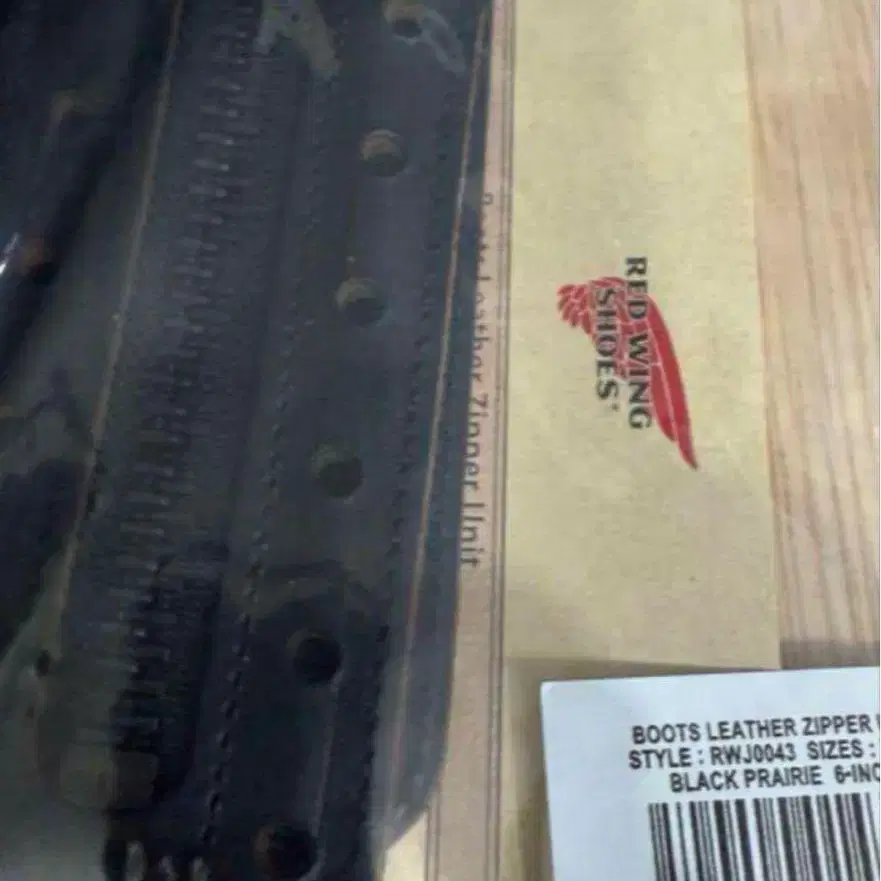 Boots Leather Zipper Unit
RED WING
SHOES®
BOOTS LEATHER ZIPPER
STYLE : RWJ0043 SIZES :
BLACK PRAIRIE 6-INC